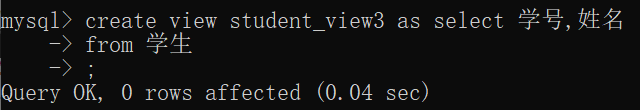 mysql> create view student_view3 as select 学号,姓名
-> from 学生
-> ;
Query OK, 0 rows affected (0.04 sec)